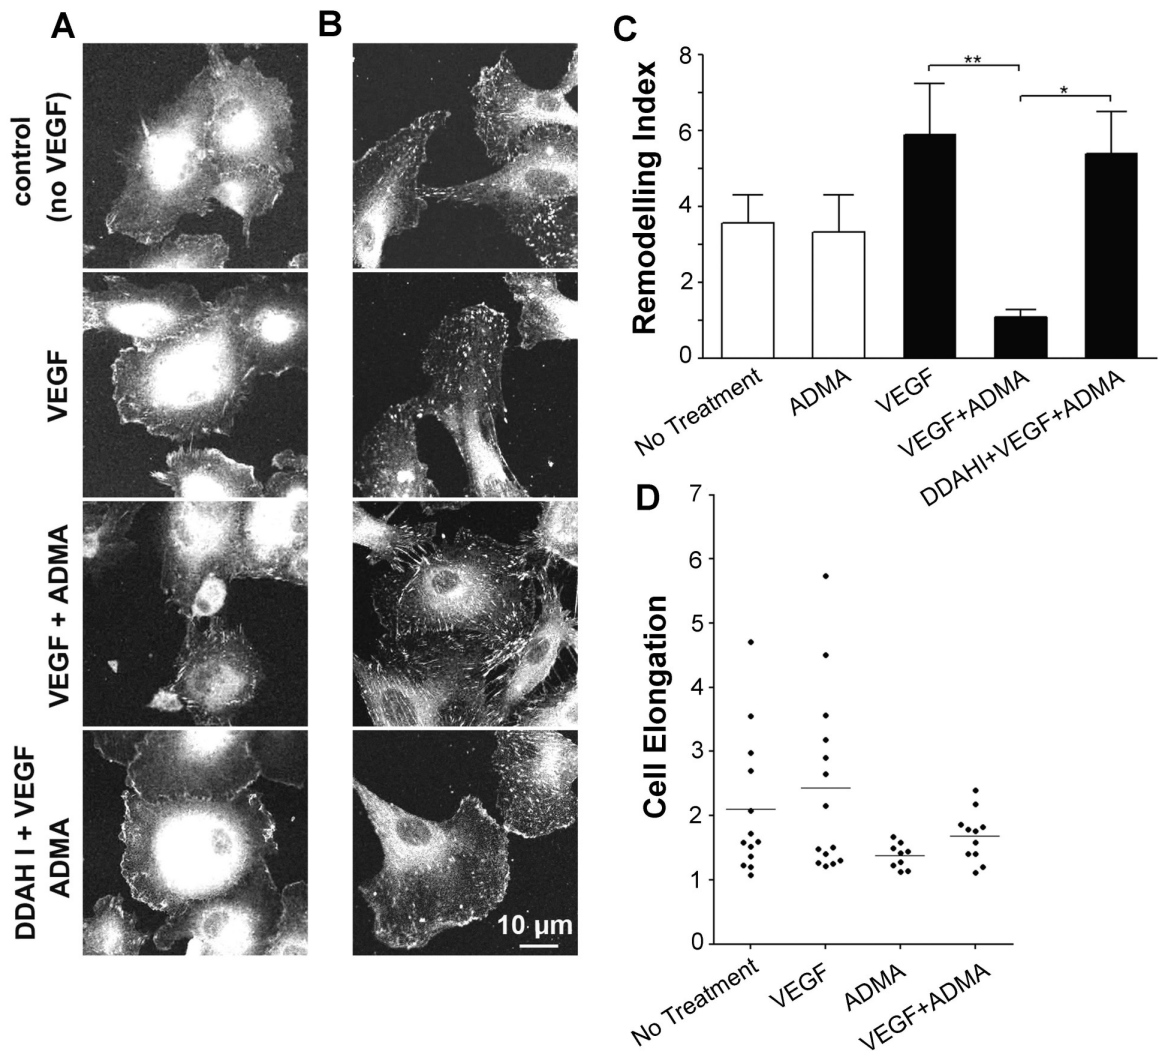 A
B
control
(no VEGF)
VEGF
VEGF + ADMA
DDAH I + VEGF
ADMA
10 µm
C
Remodelling Index
8
6
4
2
0
**
*
No Treatment
ADMA
VEGF
VEGF+ADMA
DDAHI+VEGF+ADMA
D
Cell Elongation
7
6
5
4
3
2
1
0
No Treatment
VEGF
ADMA
VEGF+ADMA